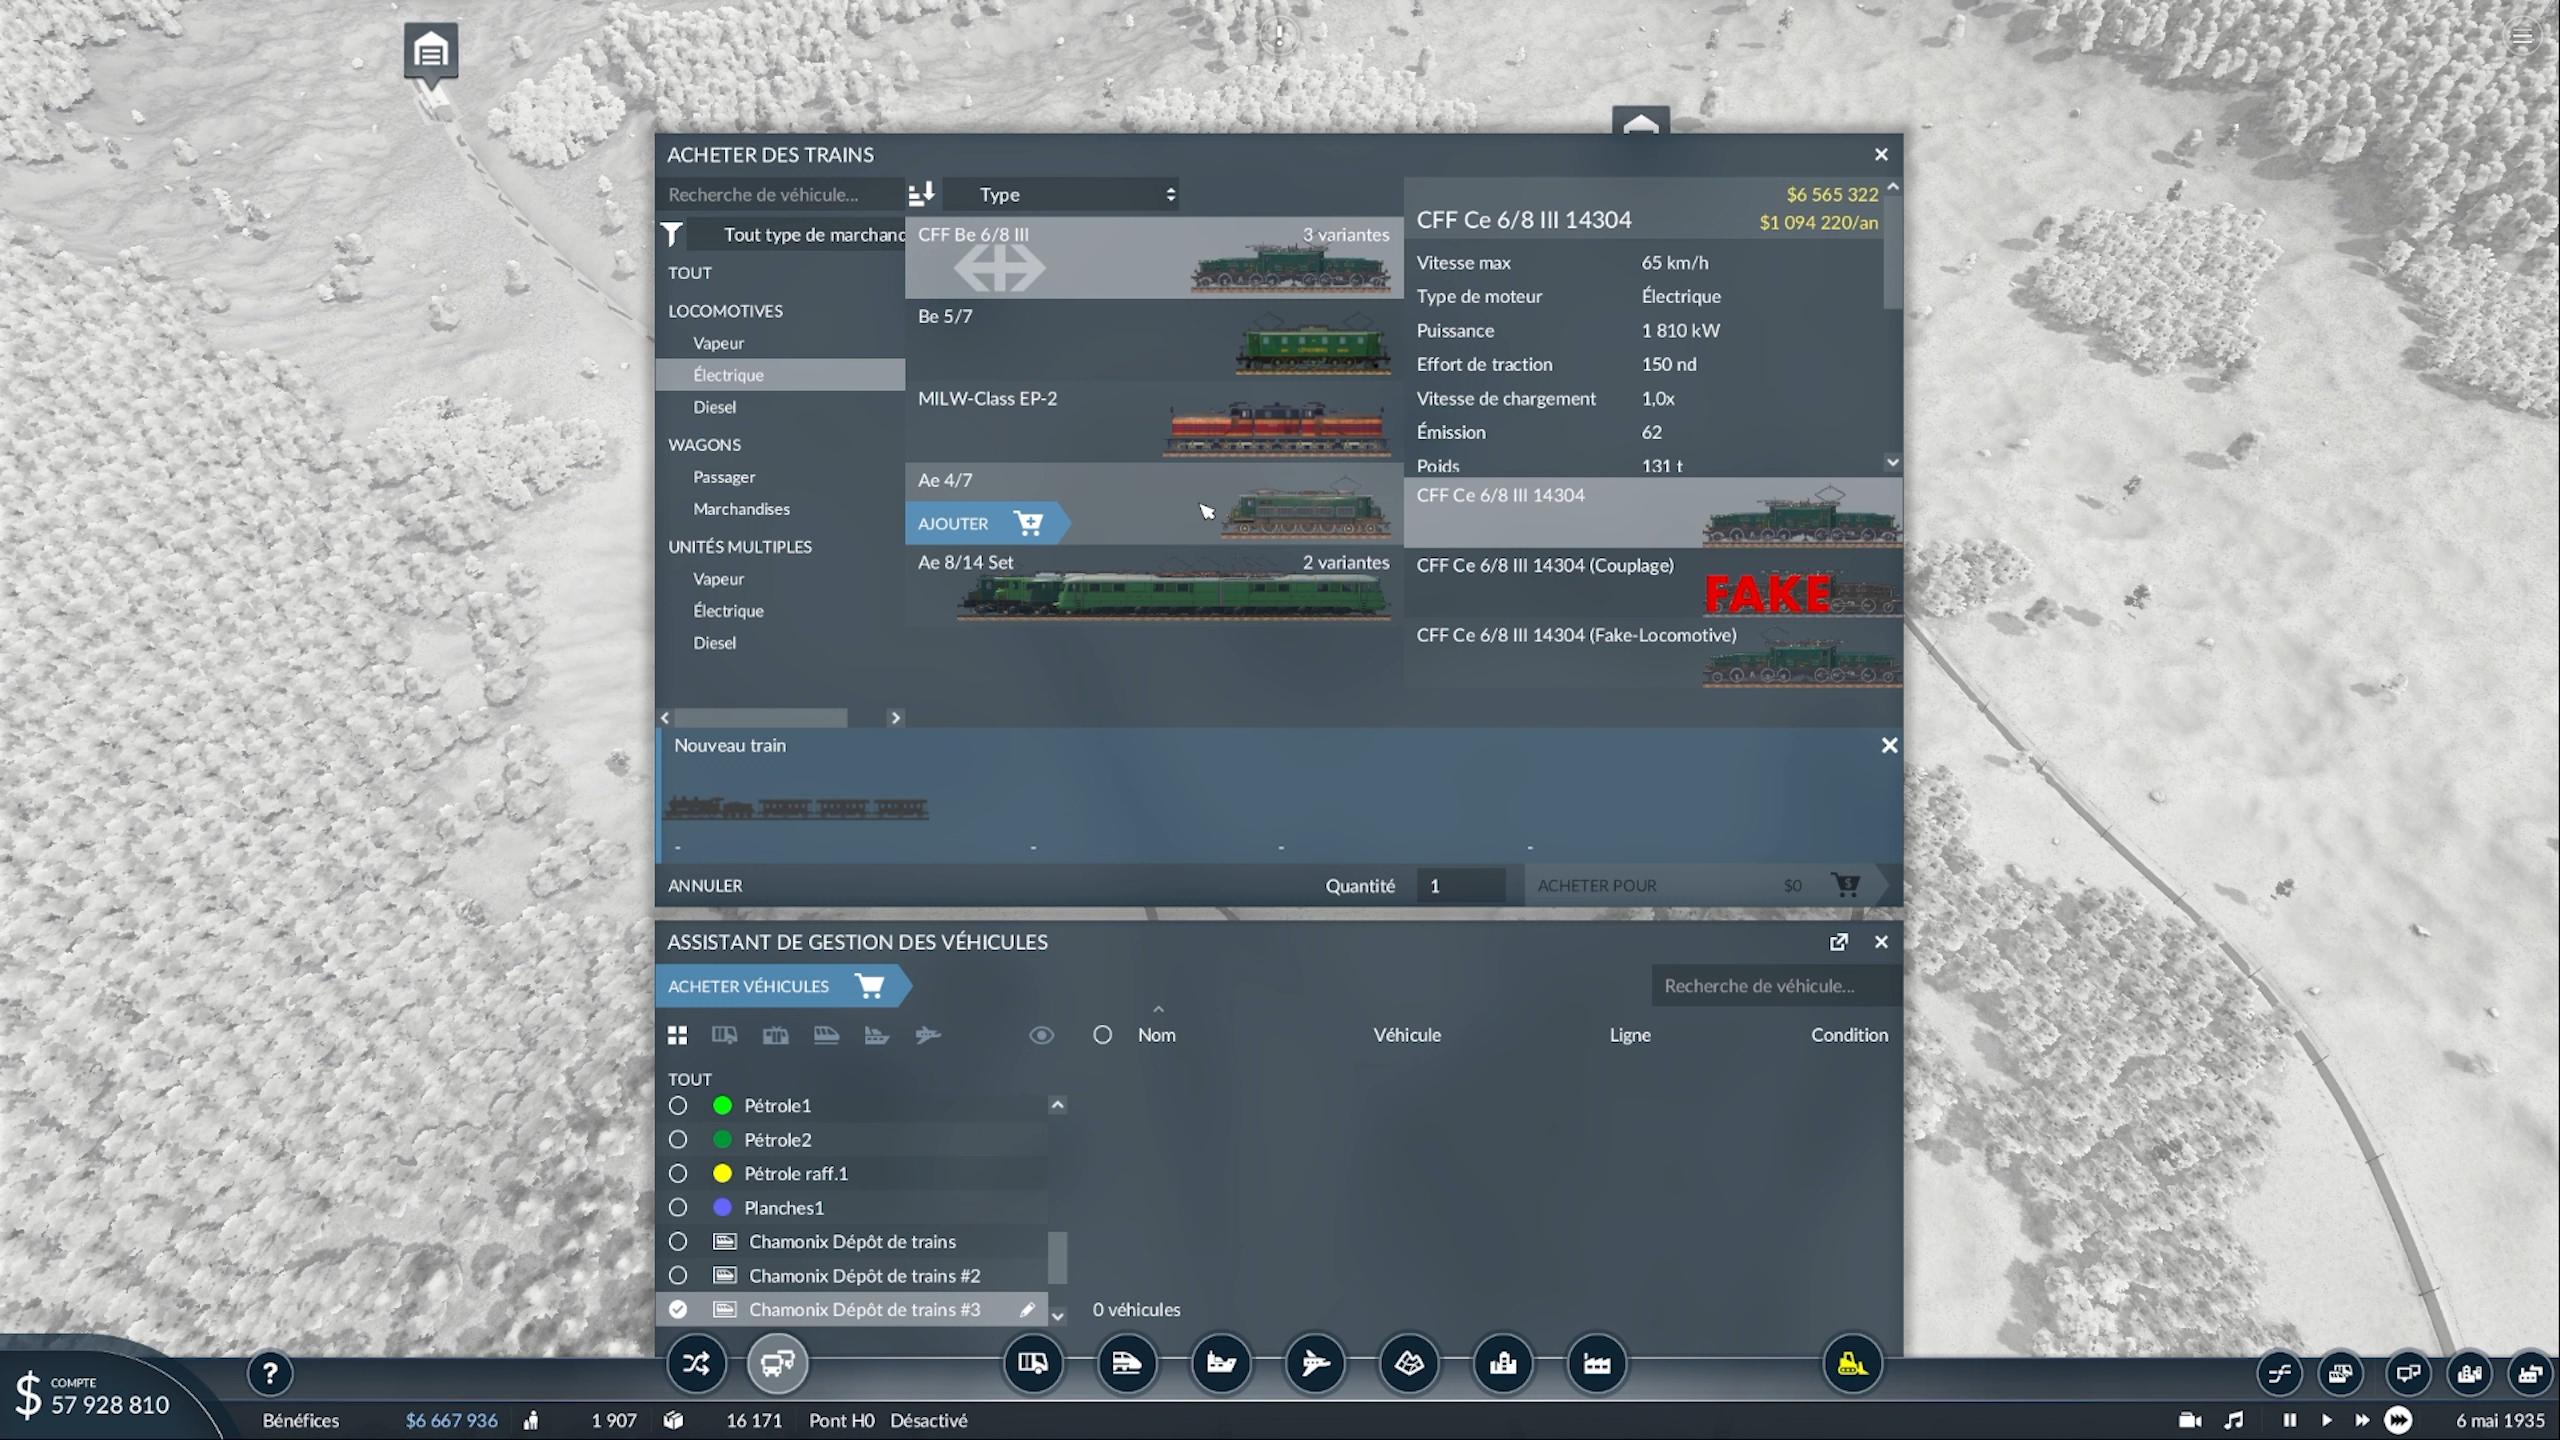 ACHETER DES TRAINS
Recherche de véhicule...
Type
Tout type de marchand
TOUT
LOCOMOTIVES
Vapeur
Électrique
Diesel
WAGONS
Passager
Marchandises
UNITÉS MULTIPLES
Vapeur
Électrique
Diesel
CFF Be 6/8 III
3 variantes
Be 5/7
MILW-Class EP-2
Ae 4/7
AJOUTER
Ae 8/14 Set
2 variantes
$6 565 322
CFF Ce 6/8 III 14304
$1 094 220/an
Vitesse max 65 km/h
Type de moteur Électrique
Puissance 1 810 kW
Effort de traction 150 nd
Vitesse de chargement 1,0x
Émission 62
Poids 131 t
CFF Ce 6/8 III 14304
CFF Ce 6/8 III 14304 (Couplage)
FAKE
CFF Ce 6/8 III 14304 (Fake-Locomotive)
Nouveau train
- - - -
ANNULER
Quantité 1
ACHETER POUR $0
ASSISTANT DE GESTION DES VÉHICULES
ACHETER VÉHICULES
Recherche de véhicule...
Nom Véhicule Ligne Condition
TOUT
Pétrole1
Pétrole2
Pétrole raff.1
Planches1
Chamonix Dépôt de trains
Chamonix Dépôt de trains #2
Chamonix Dépôt de trains #3
0 véhicules
COMPTE
$ 57 928 810
?
Bénéfices $6 667 936 1 907 16 171 Pont H0 Désactivé
6 mai 1935